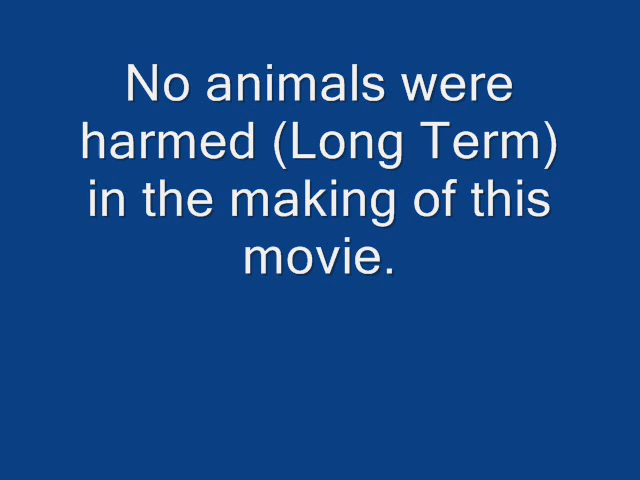 No animals were
harmed (Long Term)
in the making of this
movie.